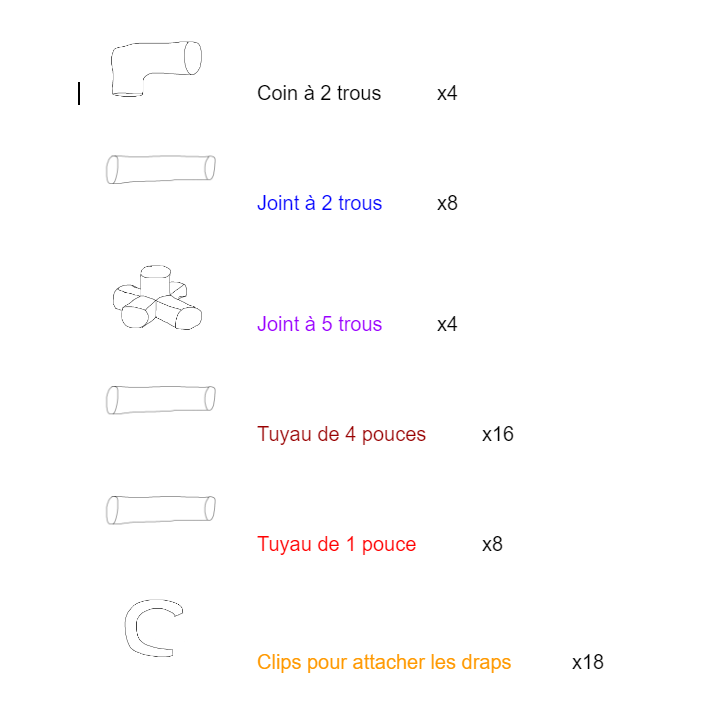 Coin à 2 trous x4
Joint à 2 trous x8
Joint à 5 trous x4
Tuyau de 4 pouces x16
Tuyau de 1 pouce x8
Clips pour attacher les draps x18